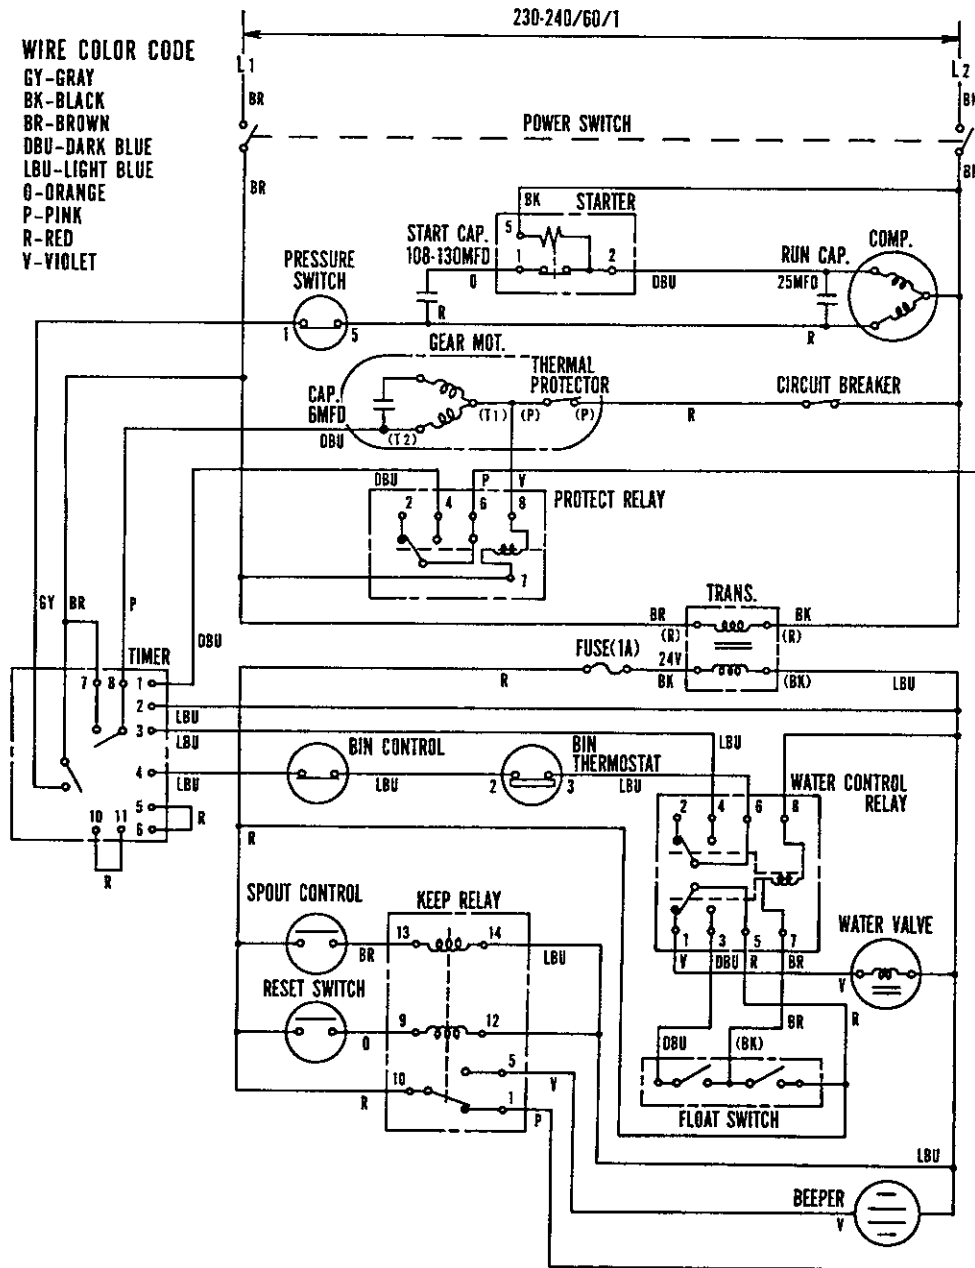 230-240/60/1
WIRE COLOR CODE
GY-GRAY
BK-BLACK
BR-BROWN
DBU-DARK BLUE
LBU-LIGHT BLUE
O-ORANGE
P-PINK
R-RED
V-VIOLET
L1
L2
BR
BK
POWER SWITCH
BR
BK
STARTER
5
START CAP.
108-130MFD
1
2
O
DBU
RUN CAP.
25MFD
COMP.
PRESSURE
SWITCH
1
5
R
R
GEAR MOT.
THERMAL
PROTECTOR
CIRCUIT BREAKER
CAP.
6MFD
(T1)
(P)
(P)
R
DBU
(T2)
DBU
P
V
2
4
6
8
PROTECT RELAY
7
GY
BR
P
DBU
TRANS.
BR
BK
(R)
(R)
FUSE(1A)
24V
BK
(BK)
R
LBU
TIMER
7
8
1
2
3
LBU
LBU
4
LBU
5
6
R
10
11
R
BIN CONTROL
LBU
BIN
THERMOSTAT
2
3
LBU
LBU
WATER CONTROL
RELAY
2
4
6
8
1
3
5
7
V
DBU
R
BR
R
SPOUT CONTROL
BR
KEEP RELAY
13
14
LBU
WATER VALVE
V
RESET SWITCH
O
9
12
BR
R
DBU
(BK)
FLOAT SWITCH
5
V
10
R
1
P
LBU
BEEPER
V